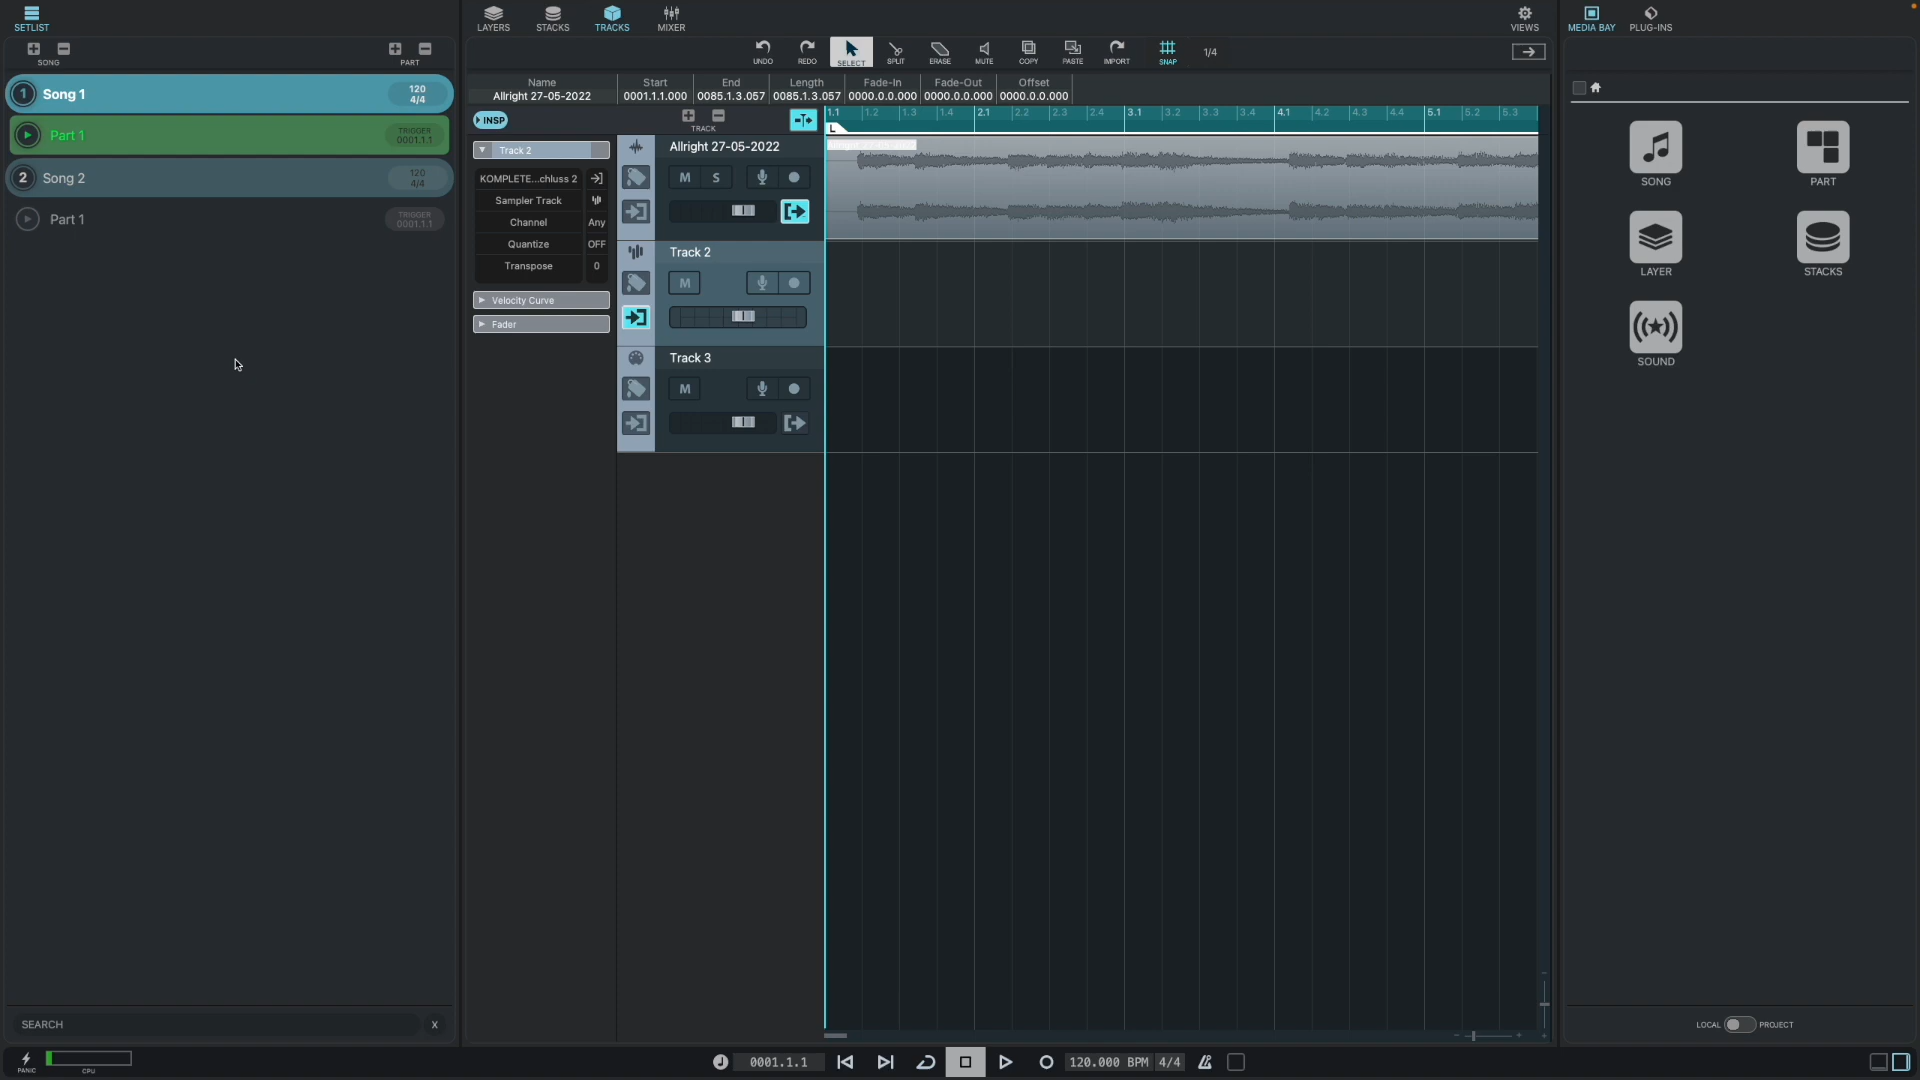 SETLIST
LAYERS
STACKS
TRACKS
MIXER
VIEWS
MEDIA BAY
PLUG-INS
SONG
PART
UNDO
REDO
SELECT
SPLIT
ERASE
MUTE
COPY
PASTE
IMPORT
SNAP
1/4
1 Song 1
120
4/4
Part 1
TRIGGER
0001.1.1
2 Song 2
120
4/4
Part 1
TRIGGER
0001.1.1
Name Start End Length Fade-In Fade-Out Offset
Allright 27-05-2022 0001.1.1.000 0085.1.3.057 0085.1.3.057 0000.0.0.000 0000.0.0.000 0000.0.0.000
INSP
TRACK
1.1 1.2 1.3 1.4 2.1 2.2 2.3 2.4 3.1 3.2 3.3 3.4 4.1 4.2 4.3 4.4 5.1 5.2 5.3
L
Track 2
KOMPLETE...chluss 2
Sampler Track
Channel Any
Quantize OFF
Transpose 0
Velocity Curve
Fader
Allright 27-05-2022
M S
Track 2
M
Track 3
M
SONG
PART
LAYER
STACKS
SOUND
SEARCH X
LOCAL PROJECT
PANIC
CPU
0001.1.1
120.000 BPM 4/4